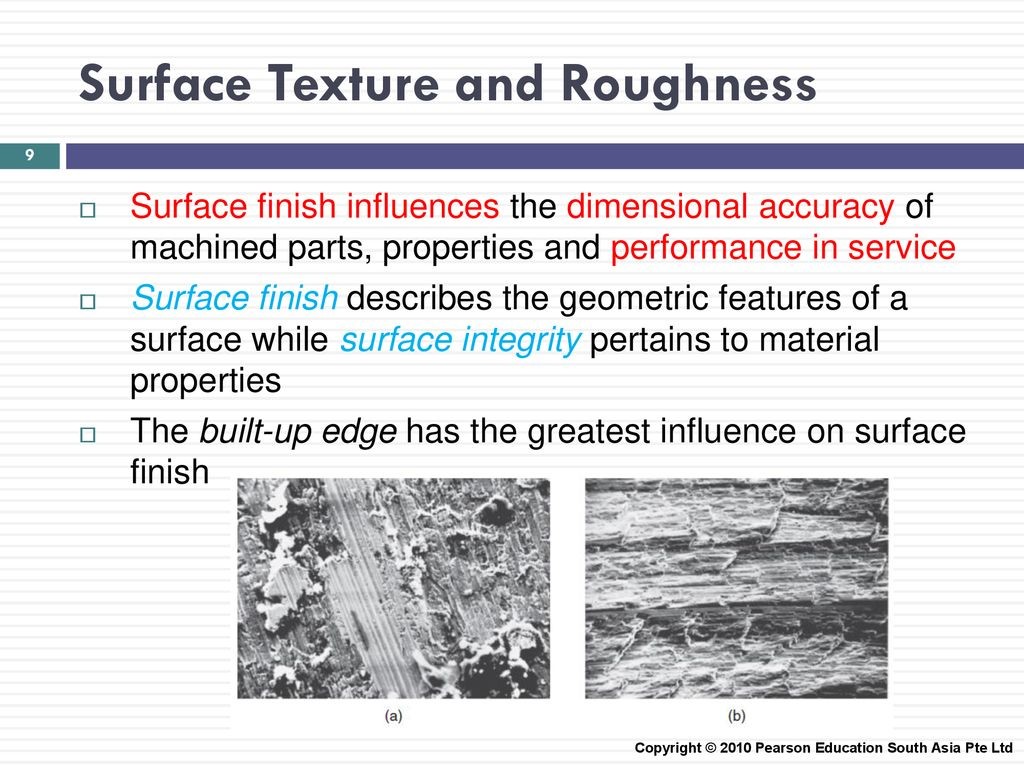 Surface Texture and Roughness
9
Surface finish influences the dimensional accuracy of
machined parts, properties and performance in service
Surface finish describes the geometric features of a
surface while surface integrity pertains to material
properties
The built-up edge has the greatest influence on surface
finish
(a)
(b)
Copyright © 2010 Pearson Education South Asia Pte Ltd